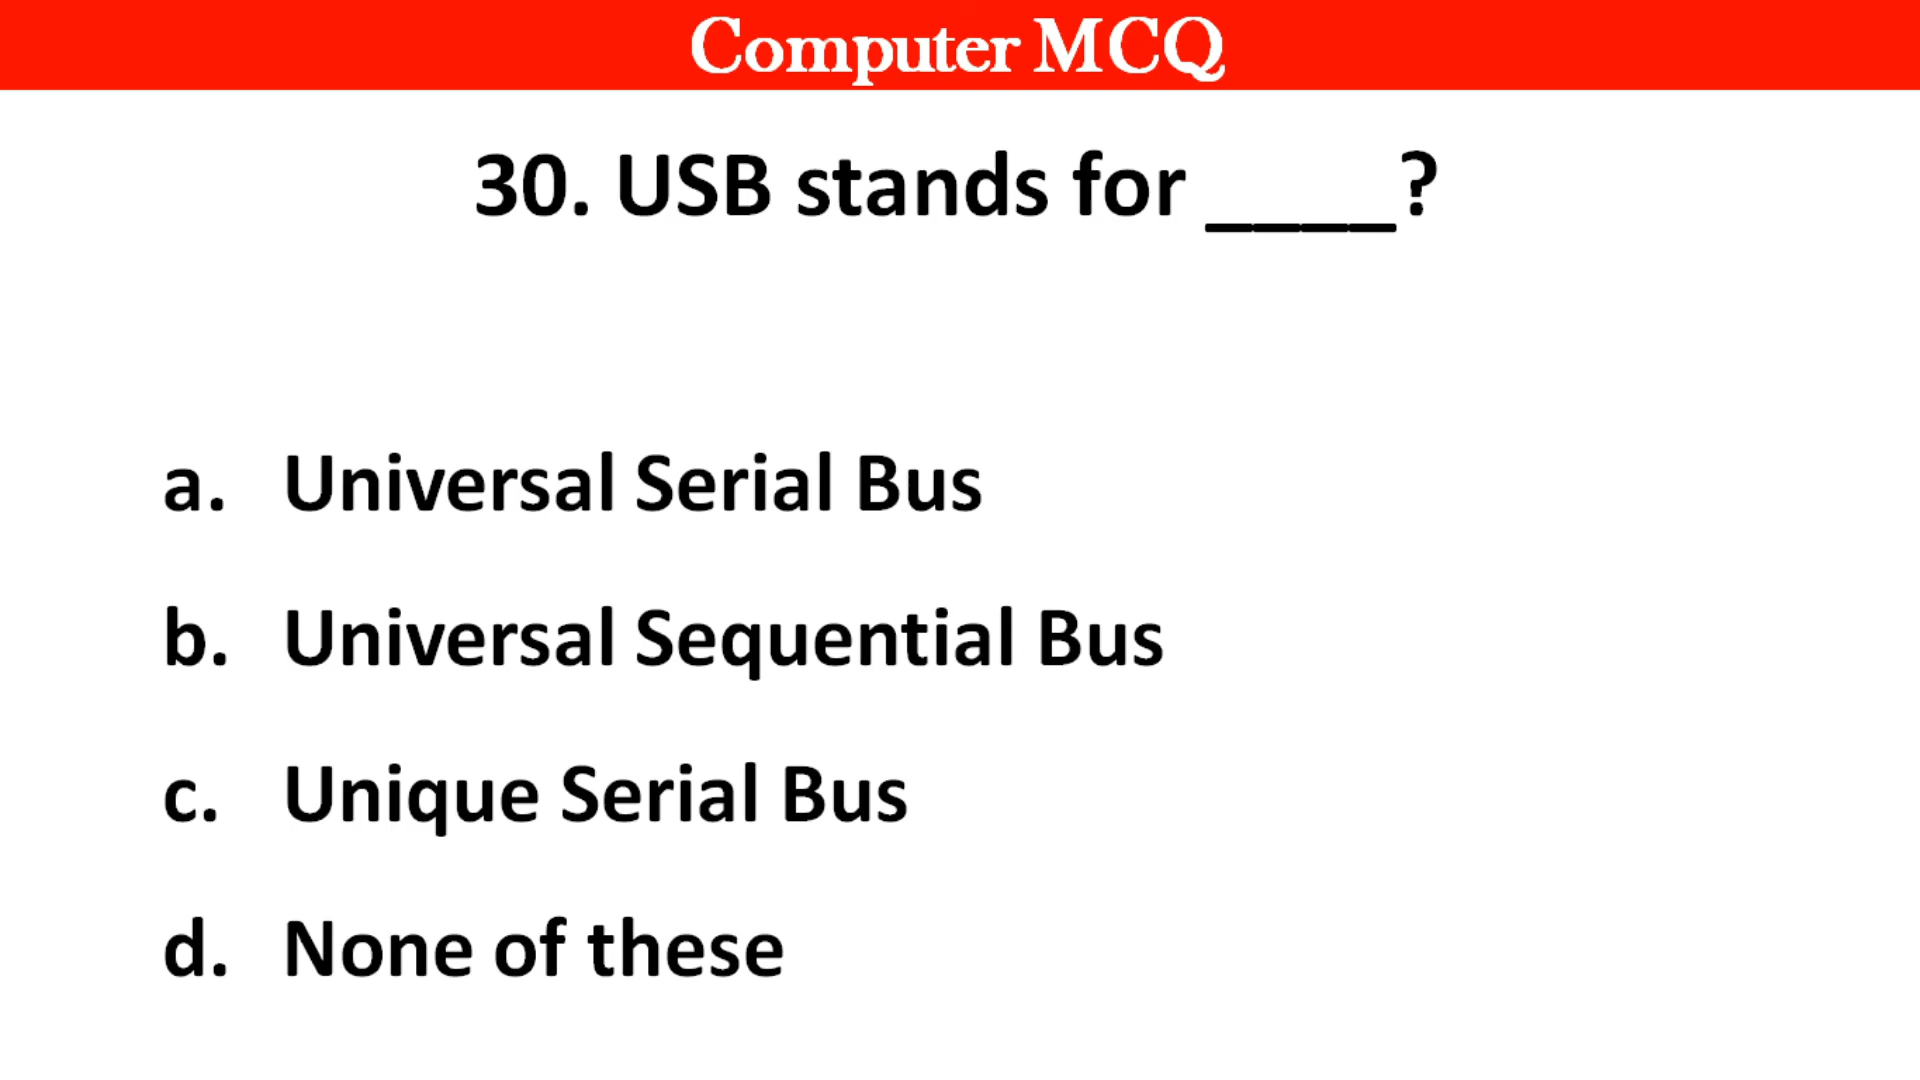 Computer MCQ
30. USB stands for ____?
a. Universal Serial Bus
b. Universal Sequential Bus
c. Unique Serial Bus
d. None of these